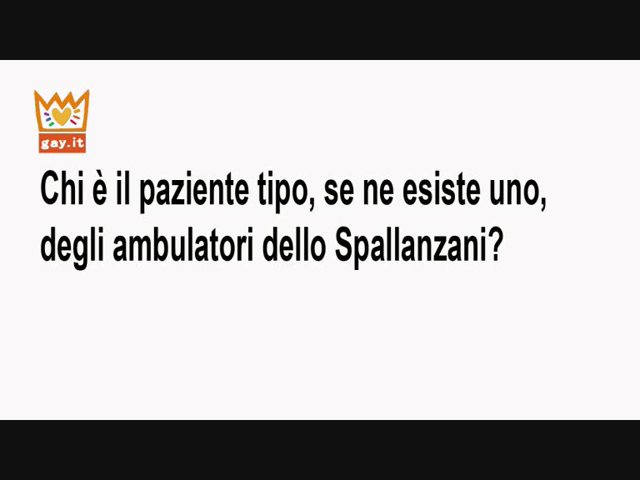 gay.it
Chi è il paziente tipo, se ne esiste uno,
degli ambulatori dello Spallanzani?